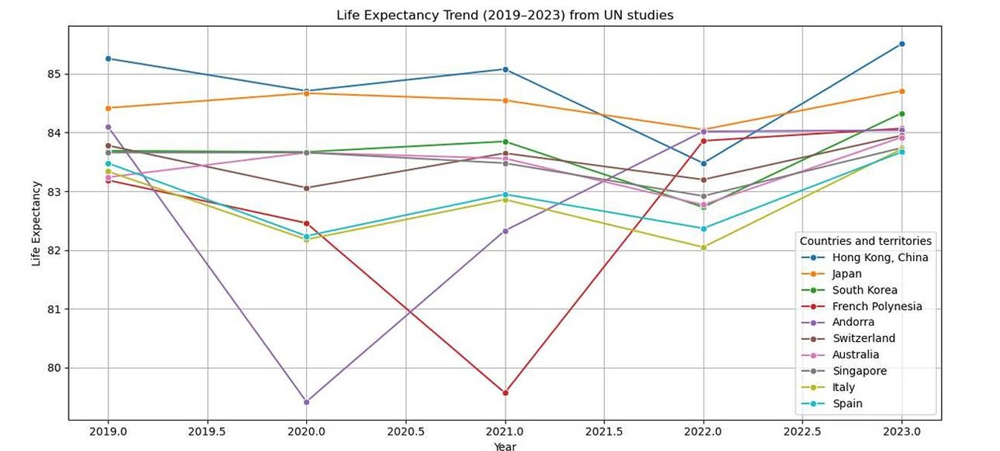 Life Expectancy Trend (2019–2023) from UN studies
Life Expectancy
85
84
83
82
81
80
2019.0 2019.5 2020.0 2020.5 2021.0 2021.5 2022.0 2022.5 2023.0
Year
Countries and territories
Hong Kong, China
Japan
South Korea
French Polynesia
Andorra
Switzerland
Australia
Singapore
Italy
Spain